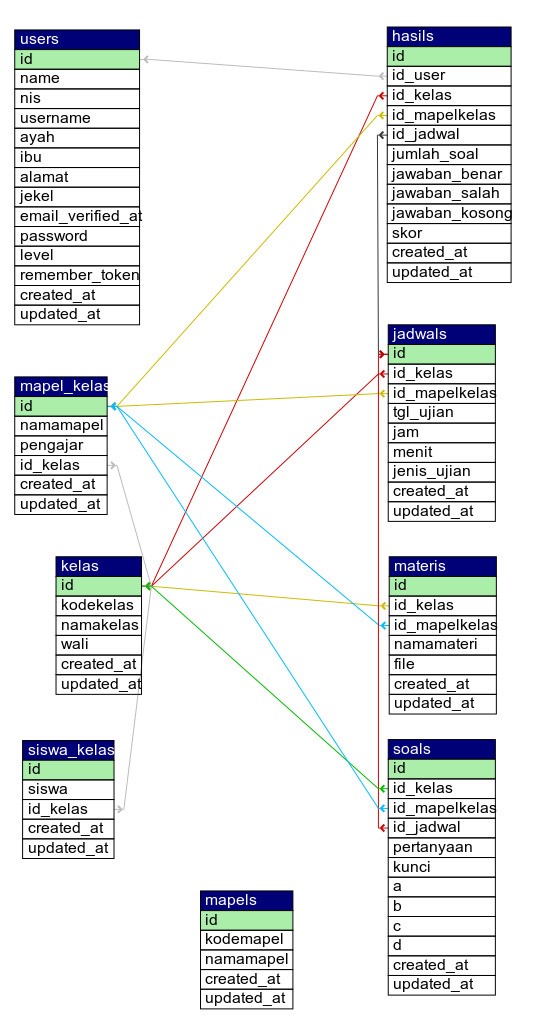 users
id
name
nis
username
ayah
ibu
alamat
jekel
email_verified_at
password
level
remember_token
created_at
updated_at
hasils
id
id_user
id_kelas
id_mapelkelas
id_jadwal
jumlah_soal
jawaban_benar
jawaban_salah
jawaban_kosong
skor
created_at
updated_at
mapel_kelas
id
namamapel
pengajar
id_kelas
created_at
updated_at
jadwals
id
id_kelas
id_mapelkelas
tgl_ujian
jam
menit
jenis_ujian
created_at
updated_at
kelas
id
kodekelas
namakelas
wali
created_at
updated_at
materis
id
id_kelas
id_mapelkelas
namamateri
file
created_at
updated_at
siswa_kelas
id
siswa
id_kelas
created_at
updated_at
soals
id
id_kelas
id_mapelkelas
id_jadwal
pertanyaan
kunci
a
b
c
d
created_at
updated_at
mapels
id
kodemapel
namamapel
created_at
updated_at